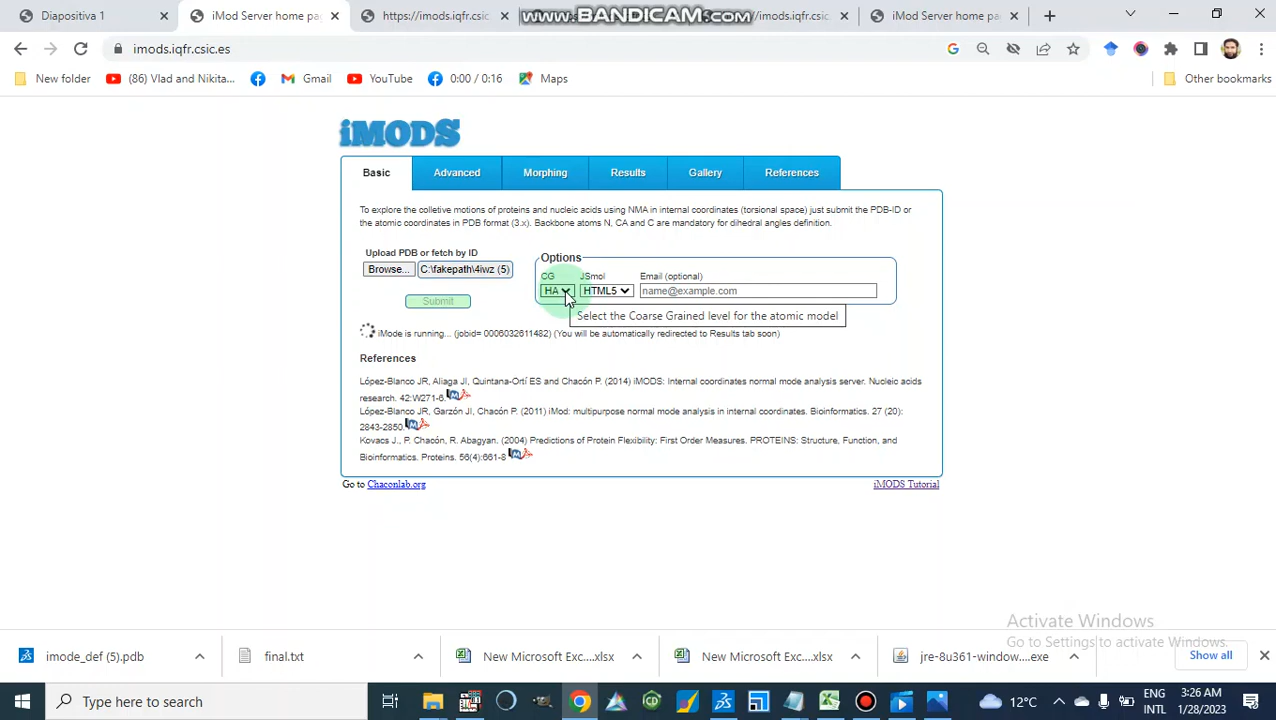 Diapositiva 1
iMod Server home pa
https://imods.iqfr.csic.es/
www.BANDICAM.com
/imods.iqfr.csic.es/
iMod Server home pa
imods.iqfr.csic.es
New folder
(86) Vlad and Nikita...
Gmail
YouTube
0:00 / 0:16
Maps
Other bookmarks
iMODS
Basic
Advanced
Morphing
Results
Gallery
References
To explore the colletive motions of proteins and nucleic acids using NMA in internal coordinates (torsional space) just submit the PDB-ID or
the atomic coordinates in PDB format (3.x). Backbone atoms N, CA and C are mandatory for dihedral angles definition.
Upload PDB or fetch by ID
Options
CG
JSmol
Email (optional)
Browse...
C:\fakepath\4iwz (5)
HA
HTML5
name@example.com
Submit
Select the Coarse Grained level for the atomic model
iMode is running... (jobid= 0006032611482) (You will be automatically redirected to Results tab soon)
References
López-Blanco JR, Aliaga JI, Quintana-Ortí ES and Chacón P. (2014) iMODS: Internal coordinates normal mode analysis server. Nucleic acids
research. 42:W271-6.
López-Blanco JR, Garzón JI, Chacón P. (2011) iMod: multipurpose normal mode analysis in internal coordinates. Bioinformatics. 27 (20):
2843-2850.
Kovacs J., P. Chacón, R. Abagyan. (2004) Predictions of Protein Flexibility: First Order Measures. PROTEINS: Structure, Function, and
Bioinformatics. Proteins. 56(4):661-8
Go to Chaconlab.org
iMODS Tutorial
Activate Windows
Go to Settings to activate Windows.
imode_def (5).pdb
final.txt
New Microsoft Exc....xlsx
New Microsoft Exc....xlsx
jre-8u361-window....exe
Show all
Type here to search
12°C
ENG
INTL
3:26 AM
1/28/2023